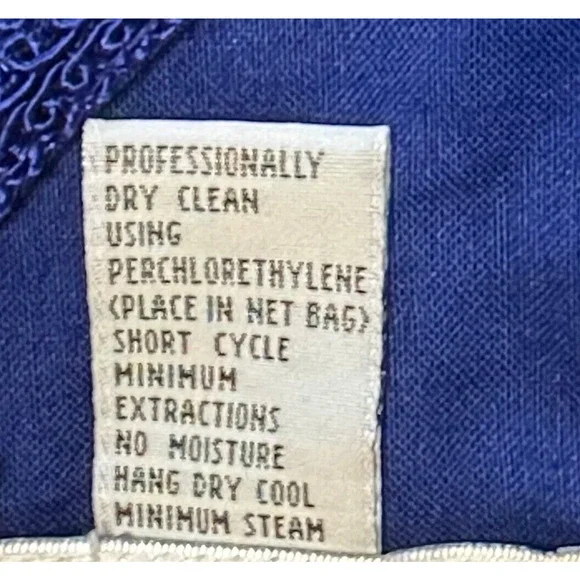 PROFESSIONALLY
DRY CLEAN
USING
PERCHLORETHYLENE
(PLACE IN NET BAG)
SHORT CYCLE
MINIMUM
EXTRACTIONS
NO MOISTURE
HANG DRY COOL
MINIMUM STEAM